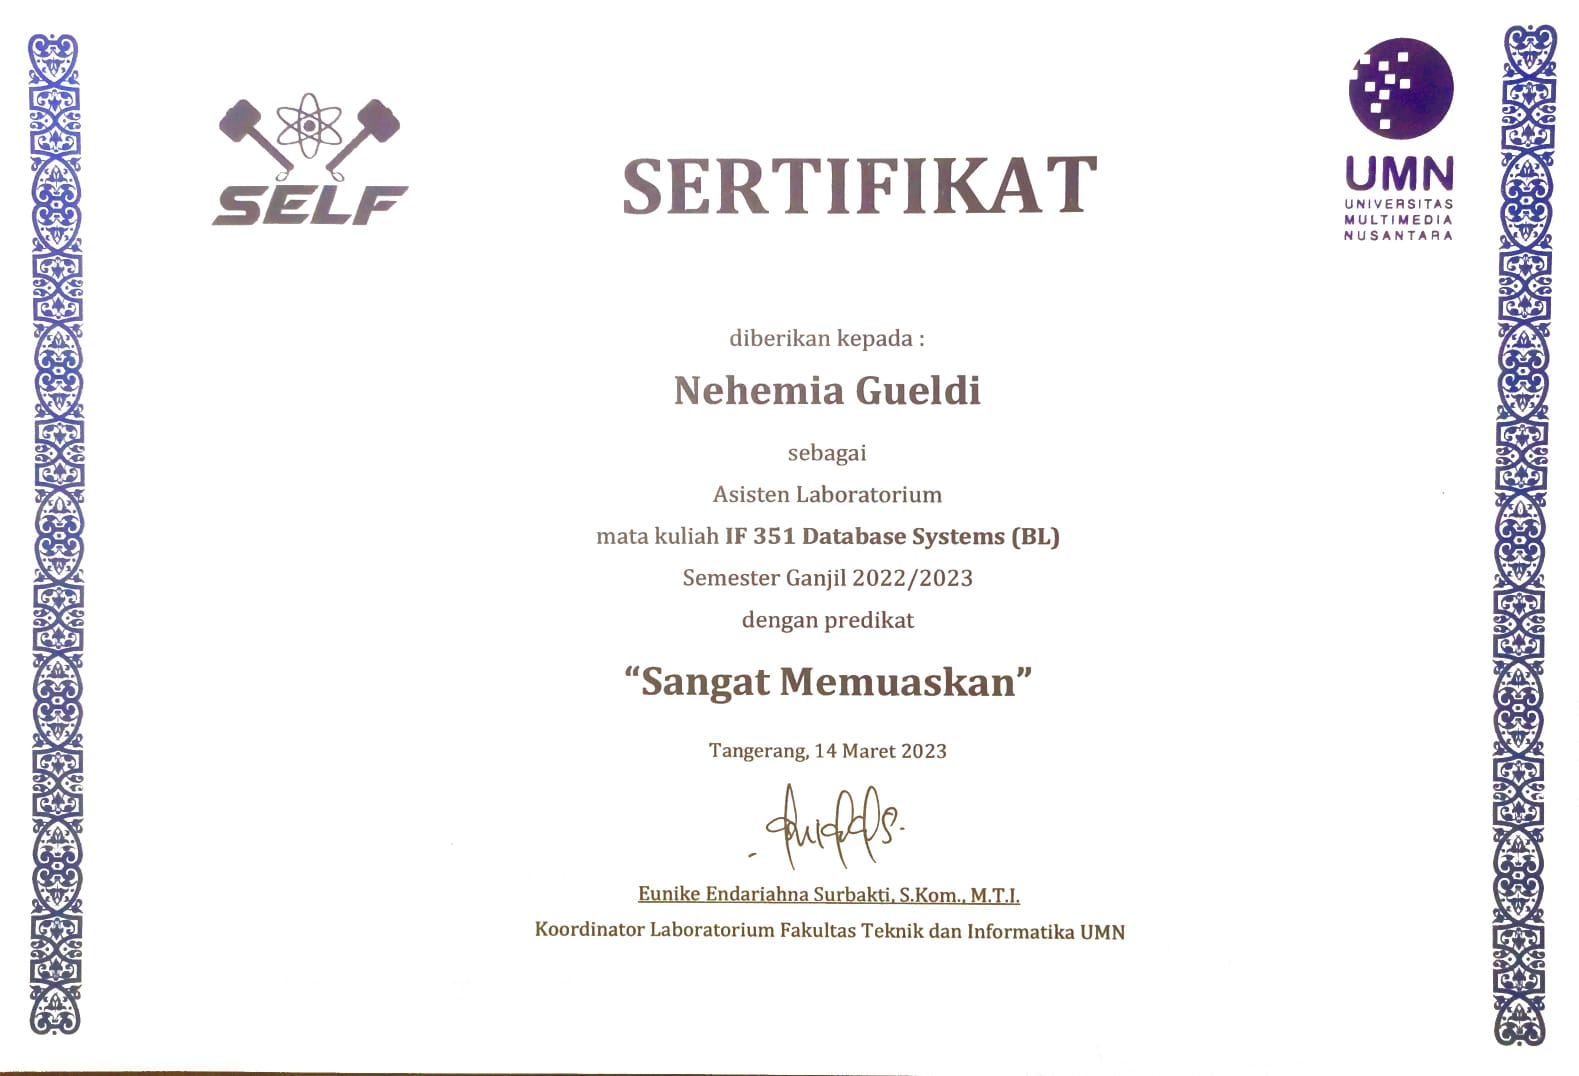 SELF
SERTIFIKAT
UMN
UNIVERSITAS
MULTIMEDIA
NUSANTARA
diberikan kepada :
Nehemia Gueldi
sebagai
Asisten Laboratorium
mata kuliah IF 351 Database Systems (BL)
Semester Ganjil 2022/2023
dengan predikat
“Sangat Memuaskan”
Tangerang, 14 Maret 2023
Eunike Endariahna Surbakti, S.Kom., M.T.I.
Koordinator Laboratorium Fakultas Teknik dan Informatika UMN